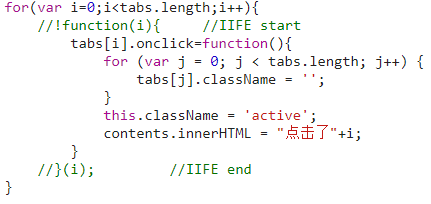 for(var i=0;i<tabs.length;i++){
    //!function(i){     //IIFE start
        tabs[i].onclick=function(){
            for (var j = 0; j < tabs.length; j++) {
                tabs[j].className = '';
            }
            this.className = 'active';
            contents.innerHTML = "点击了"+i;
        }
    //}(i);         //IIFE end
}